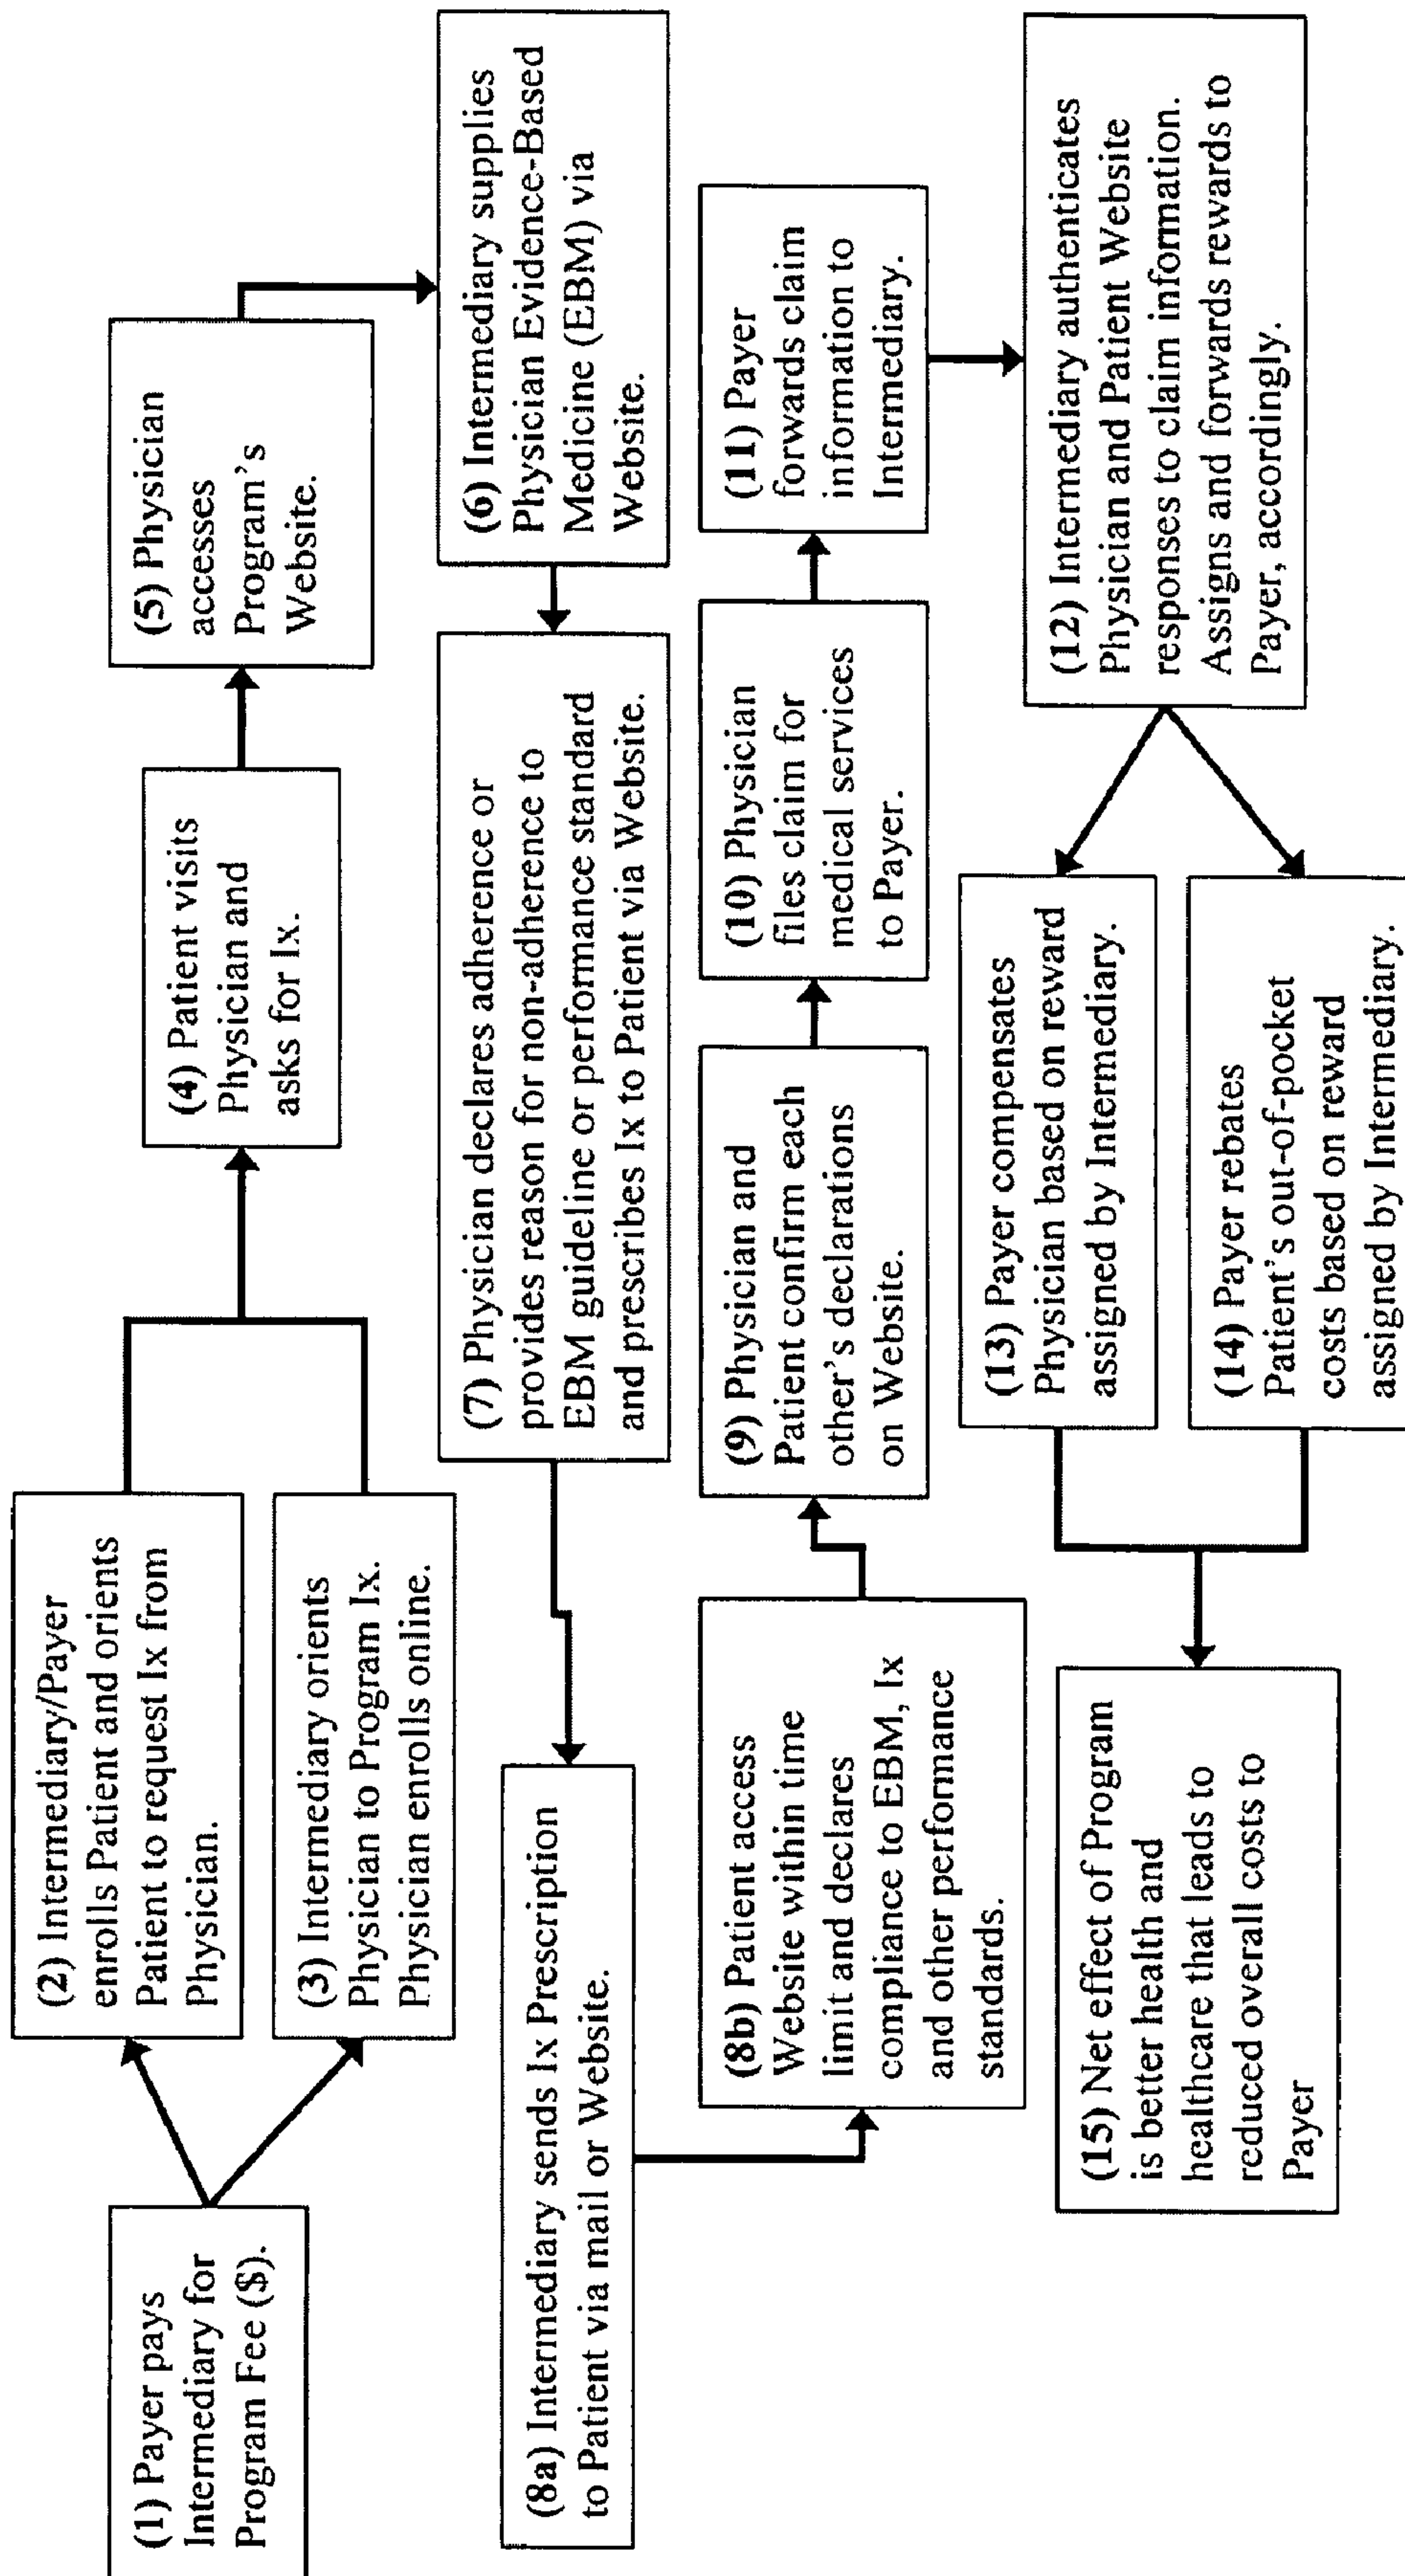 (1) Payer pays
Intermediary for
Program Fee ($).
(2) Intermediary/Payer
enrolls Patient and orients
Patient to request Ix from
Physician.
(3) Intermediary orients
Physician to Program Ix.
Physician enrolls online.
(4) Patient visits
Physician and
asks for Ix.
(5) Physician
accesses
Program's
Website.
(6) Intermediary supplies
Physician Evidence-Based
Medicine (EBM) via
Website.
(7) Physician declares adherence or
provides reason for non-adherence to
EBM guideline or performance standard
and prescribes Ix to Patient via Website.
(8a) Intermediary sends Ix Prescription
to Patient via mail or Website.
(8b) Patient access
Website within time
limit and declares
compliance to EBM, Ix
and other performance
standards.
(9) Physician and
Patient confirm each
other's declarations
on Website.
(10) Physician
files claim for
medical services
to Payer.
(11) Payer
forwards claim
information to
Intermediary.
(12) Intermediary authenticates
Physician and Patient Website
responses to claim information.
Assigns and forwards rewards to
Payer, accordingly.
(13) Payer compensates
Physician based on reward
assigned by Intermediary.
(14) Payer rebates
Patient's out-of-pocket
costs based on reward
assigned by Intermediary.
(15) Net effect of Program
is better health and
healthcare that leads to
reduced overall costs to
Payer